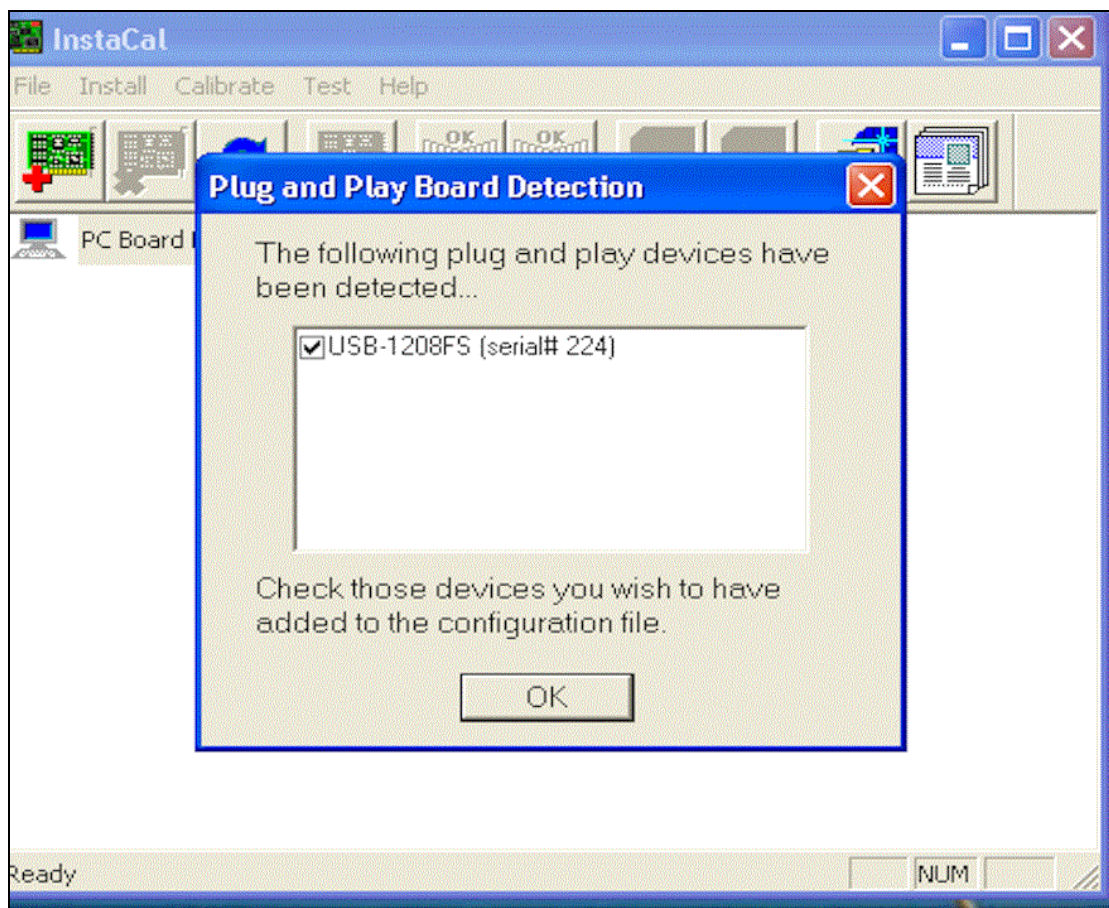 InstaCal
File Install Calibrate Test Help
OK OK
Plug and Play Board Detection
PC Board
The following plug and play devices have
been detected...
USB-1208FS (serial# 224)
Check those devices you wish to have
added to the configuration file.
OK
Ready
NUM